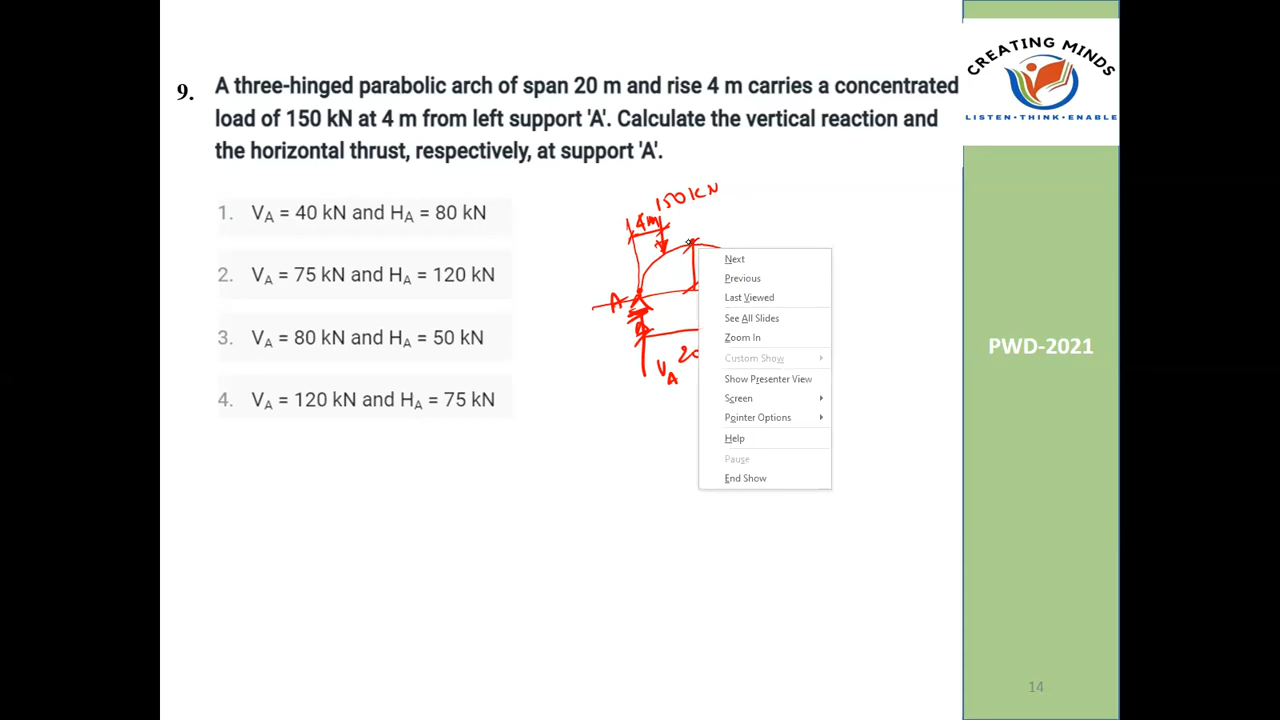 CREATING MINDS
LISTEN • THINK • ENABLE
9. A three-hinged parabolic arch of span 20 m and rise 4 m carries a concentrated
load of 150 kN at 4 m from left support 'A'. Calculate the vertical reaction and
the horizontal thrust, respectively, at support 'A'.
1. VA = 40 kN and HA = 80 kN
2. VA = 75 kN and HA = 120 kN
3. VA = 80 kN and HA = 50 kN
4. VA = 120 kN and HA = 75 kN
150 kN
4m
A
VA
Next
Previous
Last Viewed
See All Slides
Zoom In
Custom Show
Show Presenter View
Screen
Pointer Options
Help
Pause
End Show
PWD-2021
14